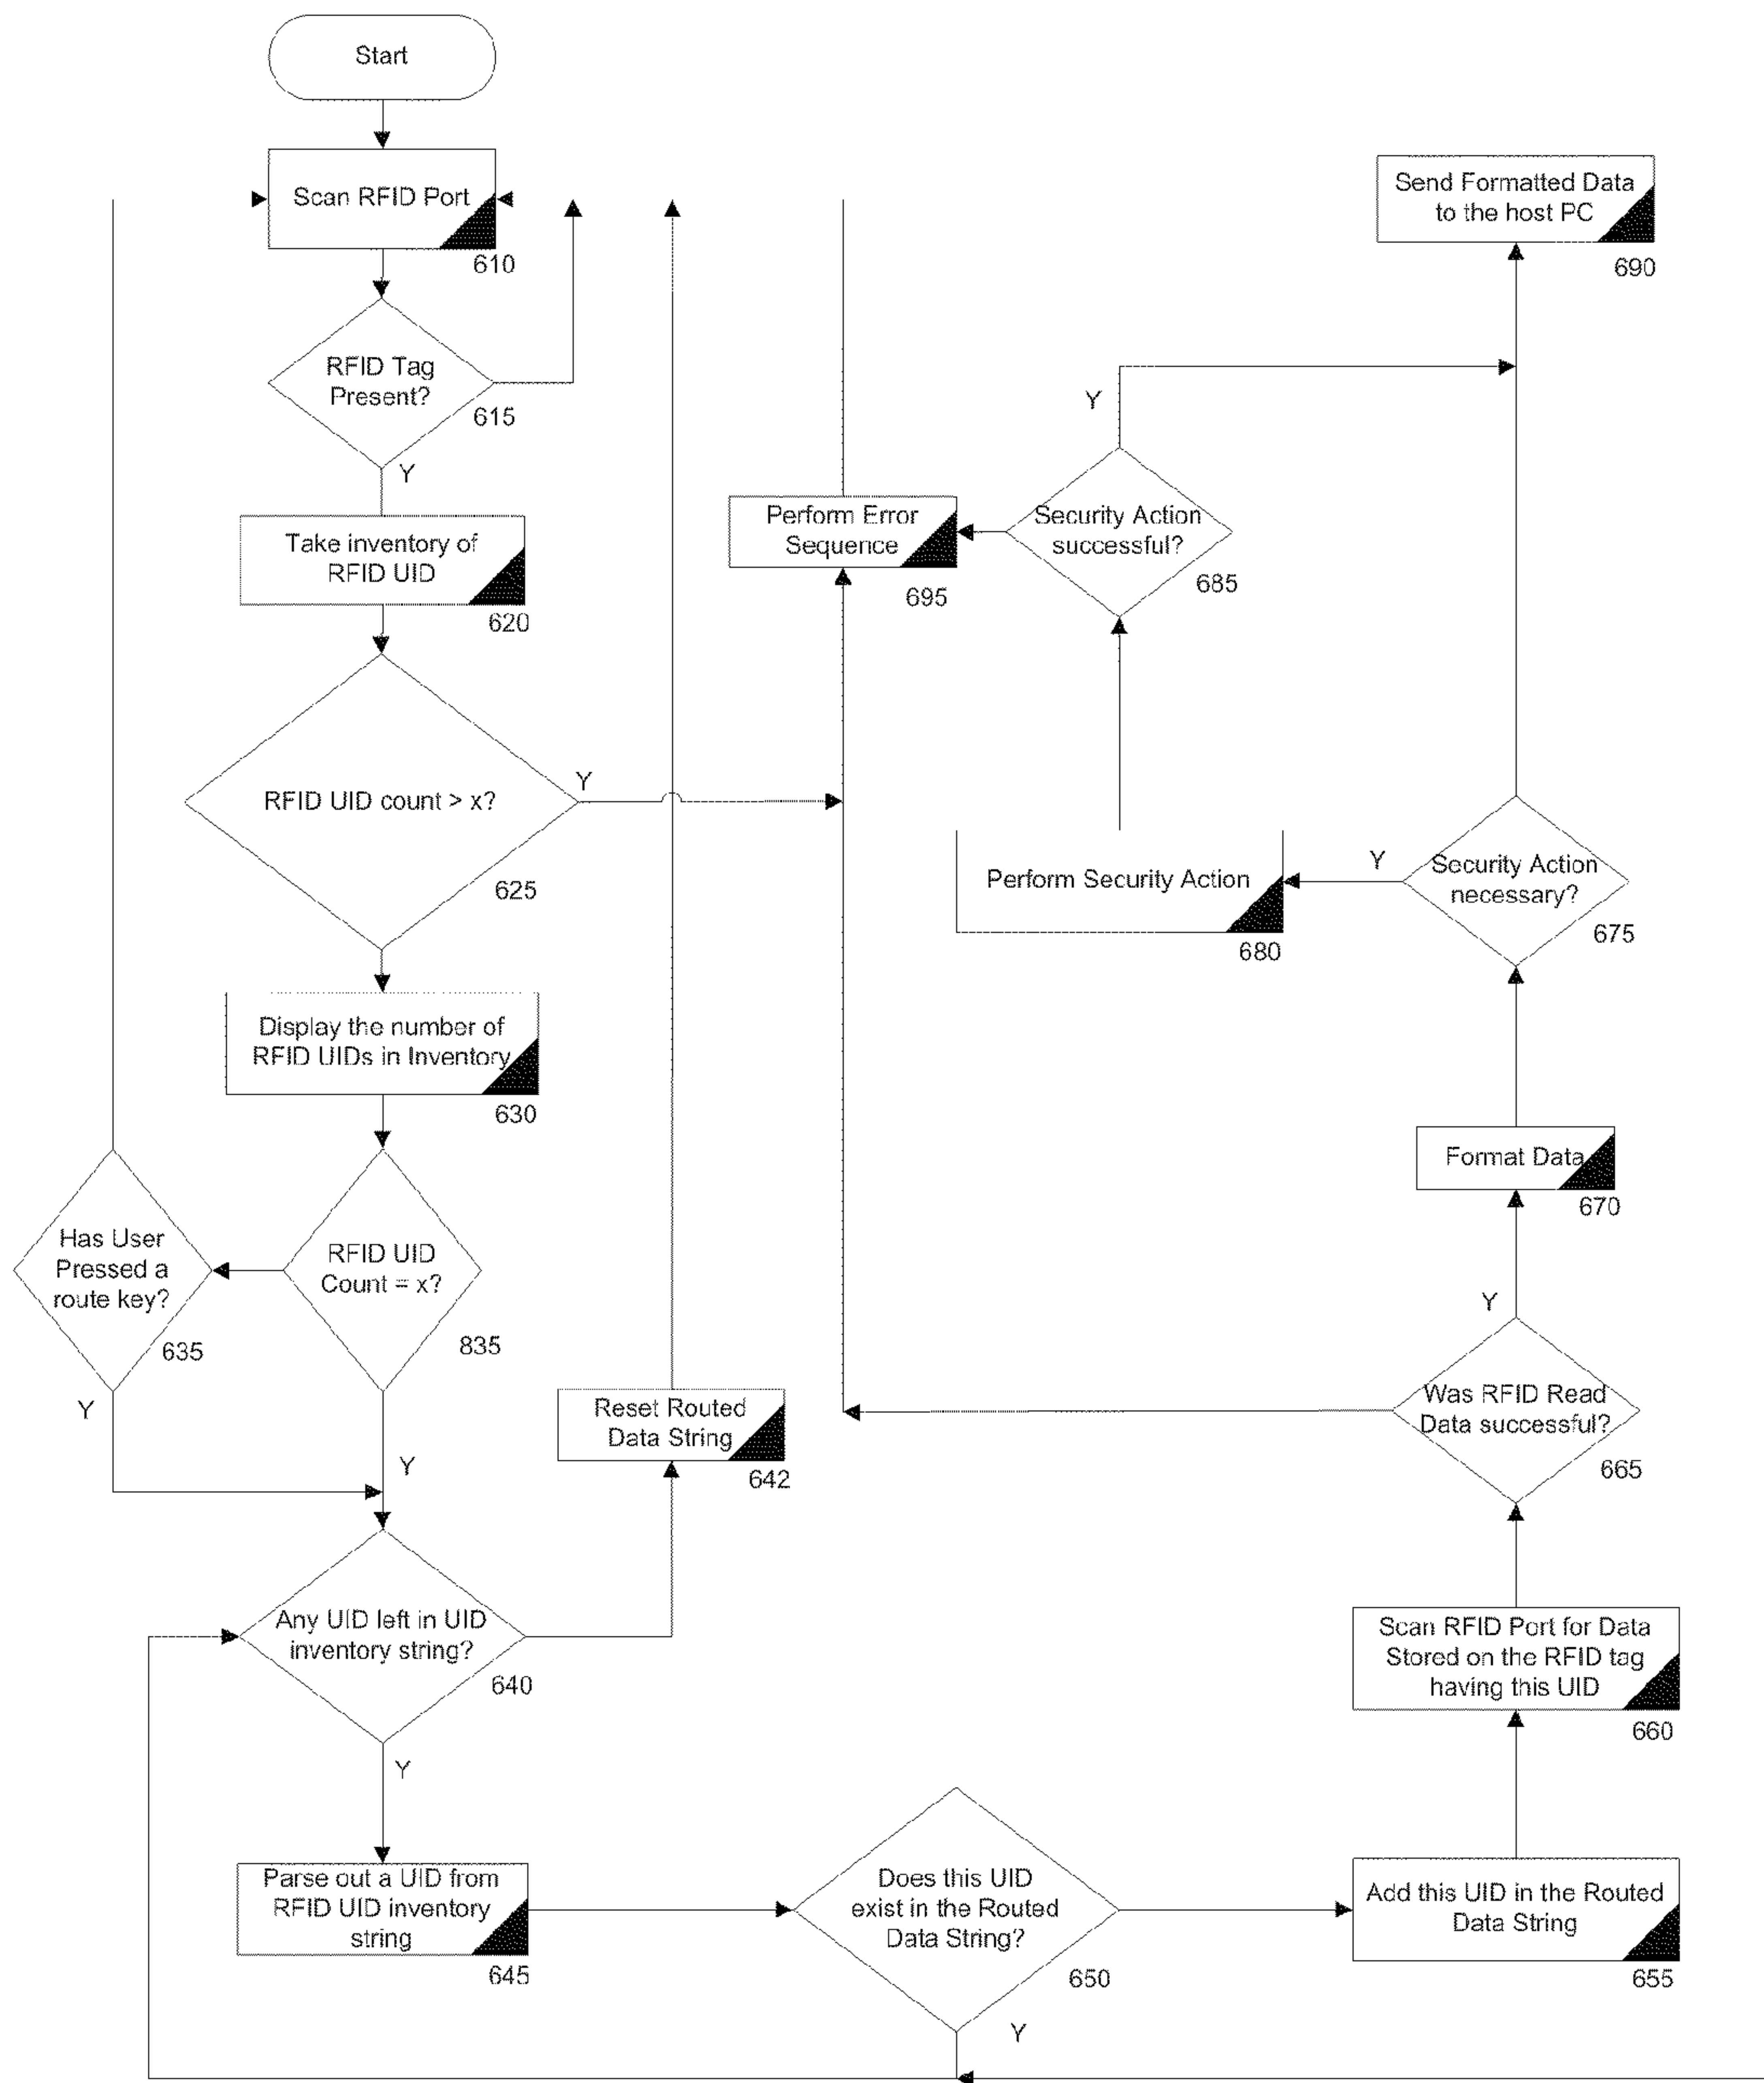 Start
Scan RFID Port
610
RFID Tag
Present?
615
Y
Take inventory of
RFID UID
620
RFID UID count > x?
Y
625
Display the number of
RFID UIDs in Inventory
630
Has User
Pressed a
route key?
635
Y
RFID UID
Count = x?
835
Y
Any UID left in UID
inventory string?
640
Y
Reset Routed
Data String
642
Parse out a UID from
RFID UID inventory
string
645
Does this UID
exist in the Routed
Data String?
650
Y
Add this UID in the Routed
Data String
655
Scan RFID Port for Data
Stored on the RFID tag
having this UID
660
Was RFID Read
Data successful?
665
Y
Format Data
670
Security Action
necessary?
675
Y
Perform Security Action
680
Security Action
successful?
685
Y
Perform Error
Sequence
695
Send Formatted Data
to the host PC
690